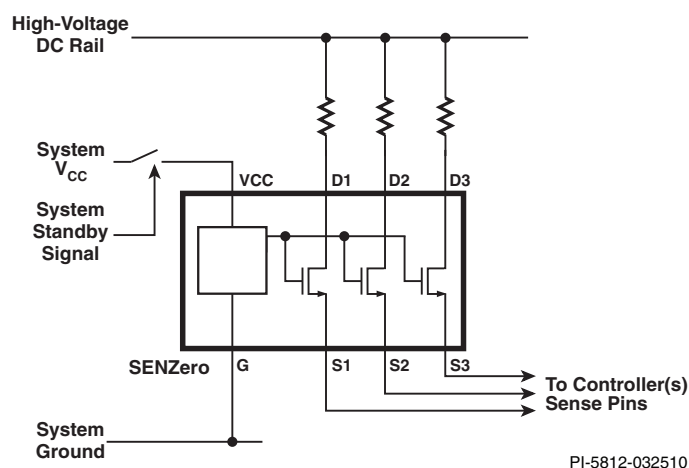 High-Voltage
DC Rail
System
VCC
System
Standby
Signal
VCC
D1
D2
D3
SENZero
G
S1
S2
S3
To Controller(s)
Sense Pins
System
Ground
PI-5812-032510